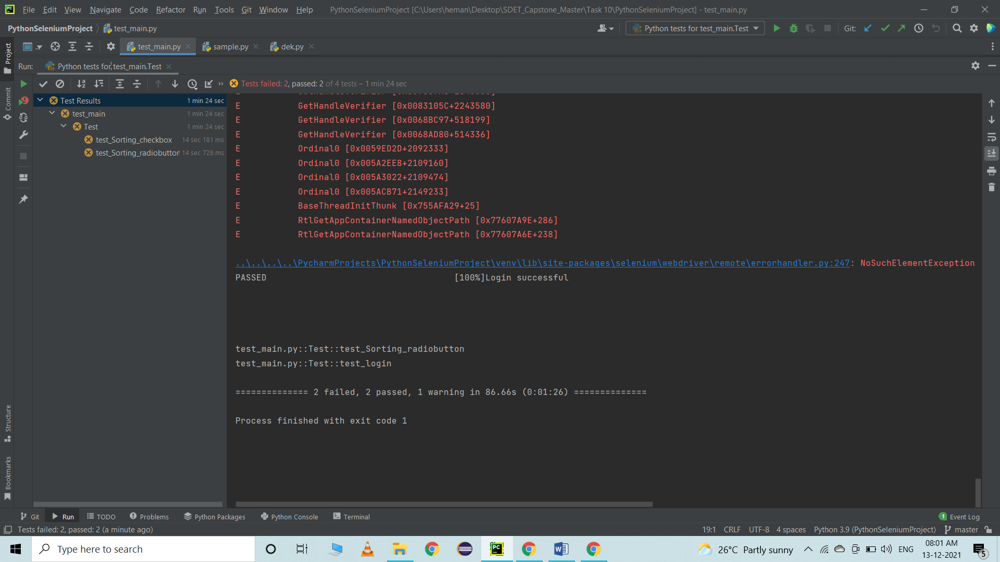 File Edit View Navigate Code Refactor Run Tools Git Window Help PythonSeleniumProject [C:\Users\heman\Desktop\SDET_Capstone_Master\Task 10\PythonSeleniumProject] - test_main.py
PythonSeleniumProject test_main.py Python tests for test_main.Test Git:
test_main.py sample.py dek.py
Run: Python tests for test_main.Test
Tests failed: 2, passed: 2 of 4 tests – 1 min 24 sec
Test Results 1 min 24 sec
test_main 1 min 24 sec
Test 1 min 24 sec
test_Sorting_checkbox 14 sec 181 ms
test_Sorting_radiobutton 14 sec 728 ms
E GetHandleVerifier [0x0083105C+2243580]
E GetHandleVerifier [0x0068BC97+518199]
E GetHandleVerifier [0x0068AD80+514336]
E Ordinal0 [0x0059ED2D+2092333]
E Ordinal0 [0x005A2EE8+2109160]
E Ordinal0 [0x005A3022+2109474]
E Ordinal0 [0x005ACB71+2149233]
E BaseThreadInitThunk [0x755AFA29+25]
E RtlGetAppContainerNamedObjectPath [0x77607A9E+286]
E RtlGetAppContainerNamedObjectPath [0x77607A6E+238]
..\..\..\..\PycharmProjects\PythonSeleniumProject\venv\lib\site-packages\selenium\webdriver\remote\errorhandler.py:247: NoSuchElementException
PASSED [100%]Login successful
test_main.py::Test::test_Sorting_radiobutton
test_main.py::Test::test_login
============== 2 failed, 2 passed, 1 warning in 86.66s (0:01:26) ==============
Process finished with exit code 1
Project
Commit
Structure
Bookmarks
Git Run TODO Problems Python Packages Python Console Terminal 1 Event Log
Tests failed: 2, passed: 2 (a minute ago) 19:1 CRLF UTF-8 4 spaces Python 3.9 (PythonSeleniumProject) master
Type here to search 26°C Partly sunny ENG 08:01 AM
13-12-2021 5